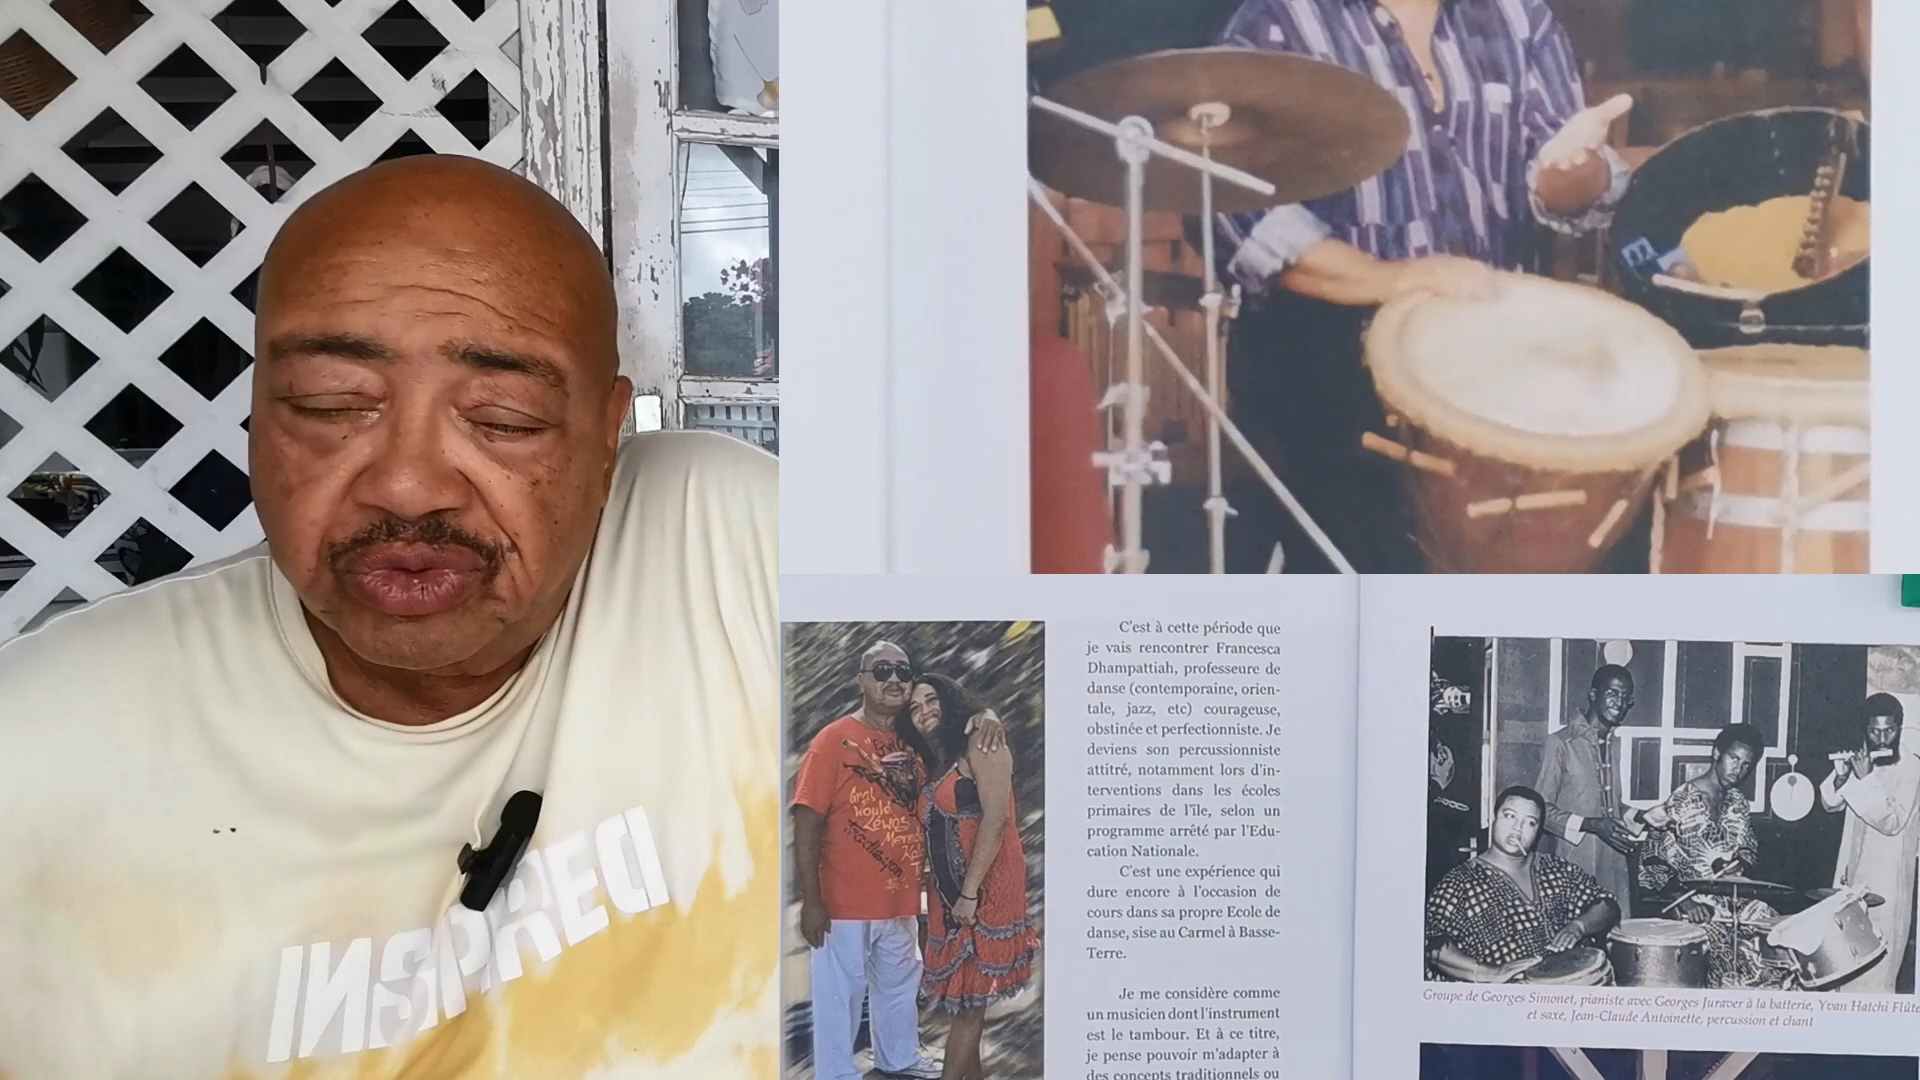 INSPIRED
C'est à cette période que
je vais rencontrer Francesca
Dhampattiah, professeure de
danse (contemporaine, orien-
tale, jazz, etc) courageuse,
obstinée et perfectionniste. Je
deviens son percussionniste
attitré, notamment lors d'in-
terventions dans les écoles
primaires de l'île, selon un
programme arrêté par l'Edu-
cation Nationale.
C'est une expérience qui
dure encore à l'occasion de
cours dans sa propre Ecole de
danse, sise au Carmel à Basse-
Terre.
Je me considère comme
un musicien dont l'instrument
est le tambour. Et à ce titre,
je pense pouvoir m'adapter à
des concepts traditionnels ou
Groupe de Georges Simonet, pianiste avec Georges Juraver à la batterie, Yvan Hatchi Flûte
et saxe, Jean-Claude Antoinette, percussion et chant